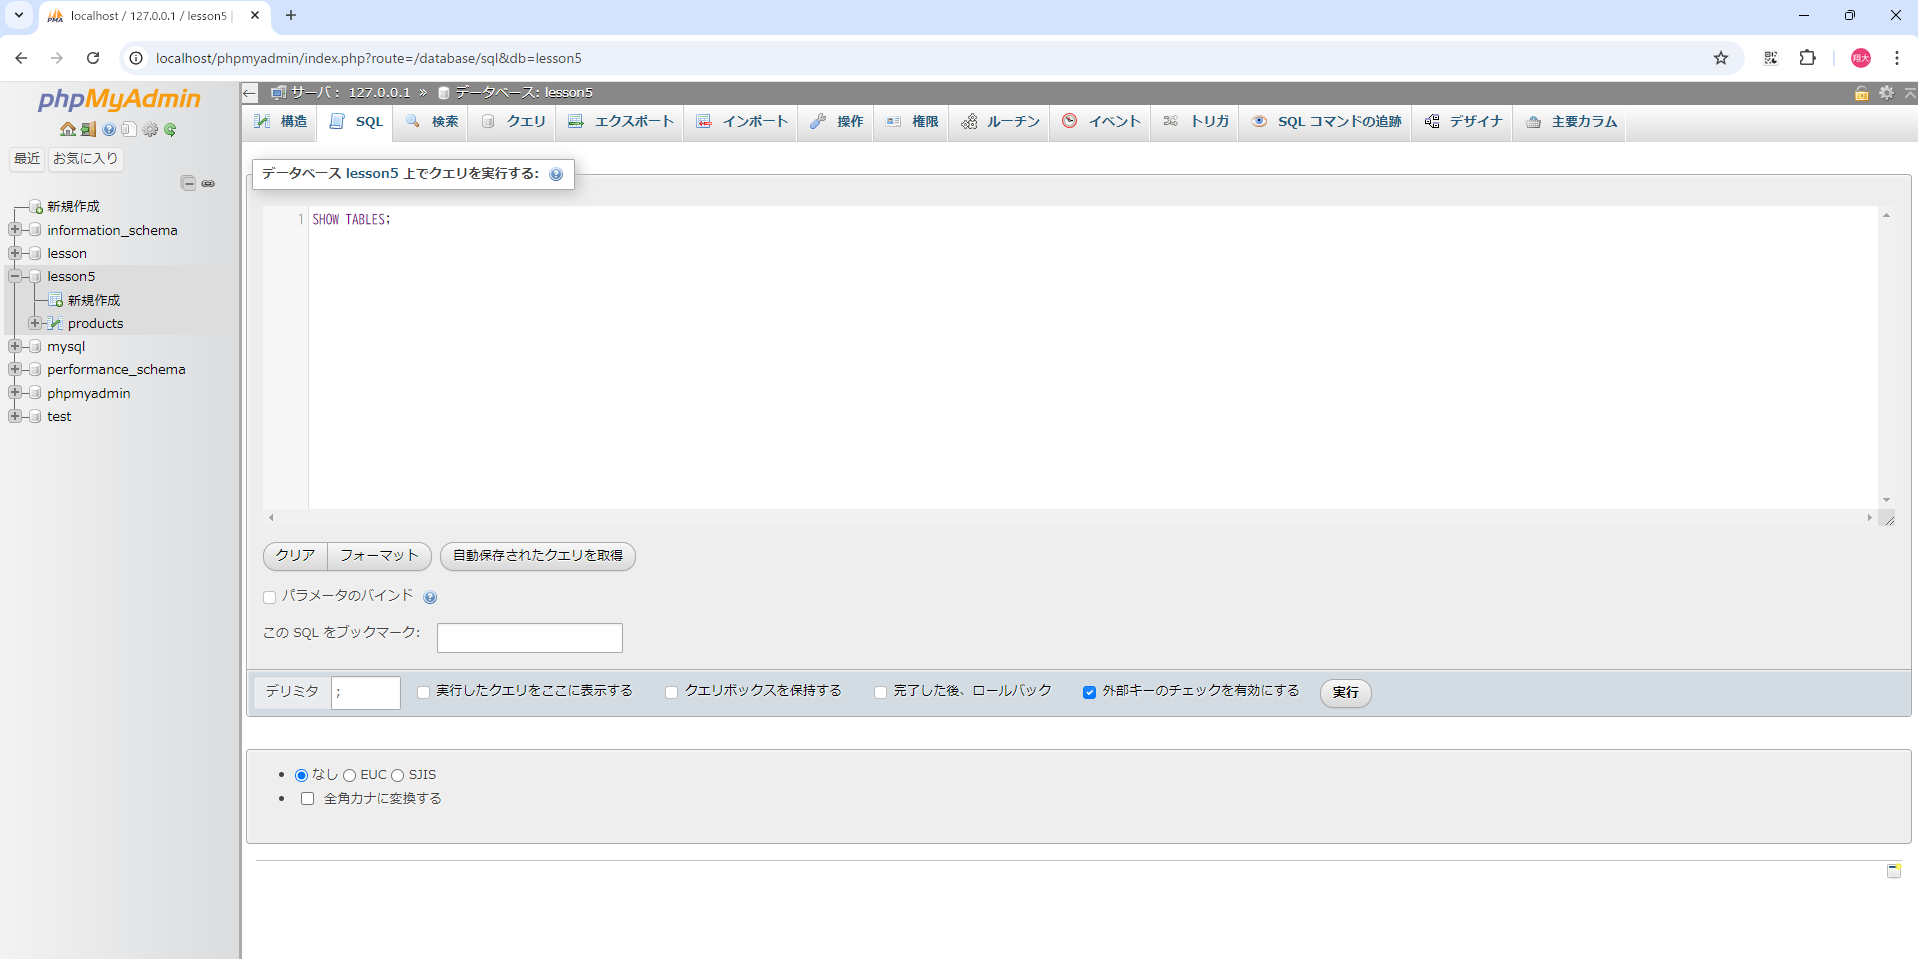 localhost / 127.0.0.1 / lesson5 |
localhost/phpmyadmin/index.php?route=/database/sql&db=lesson5
翔大
phpMyAdmin
最近 お気に入り
新規作成
information_schema
lesson
lesson5
新規作成
products
mysql
performance_schema
phpmyadmin
test
サーバ： 127.0.0.1 » データベース: lesson5
構造 SQL 検索 クエリ エクスポート インポート 操作 権限 ルーチン イベント トリガ SQL コマンドの追跡 デザイナ 主要カラム
データベース lesson5 上でクエリを実行する:
1 SHOW TABLES;
クリア フォーマット 自動保存されたクエリを取得
パラメータのバインド
この SQL をブックマーク:
デリミタ ; 実行したクエリをここに表示する クエリボックスを保持する 完了した後、ロールバック 外部キーのチェックを有効にする 実行
なし EUC SJIS
全角カナに変換する